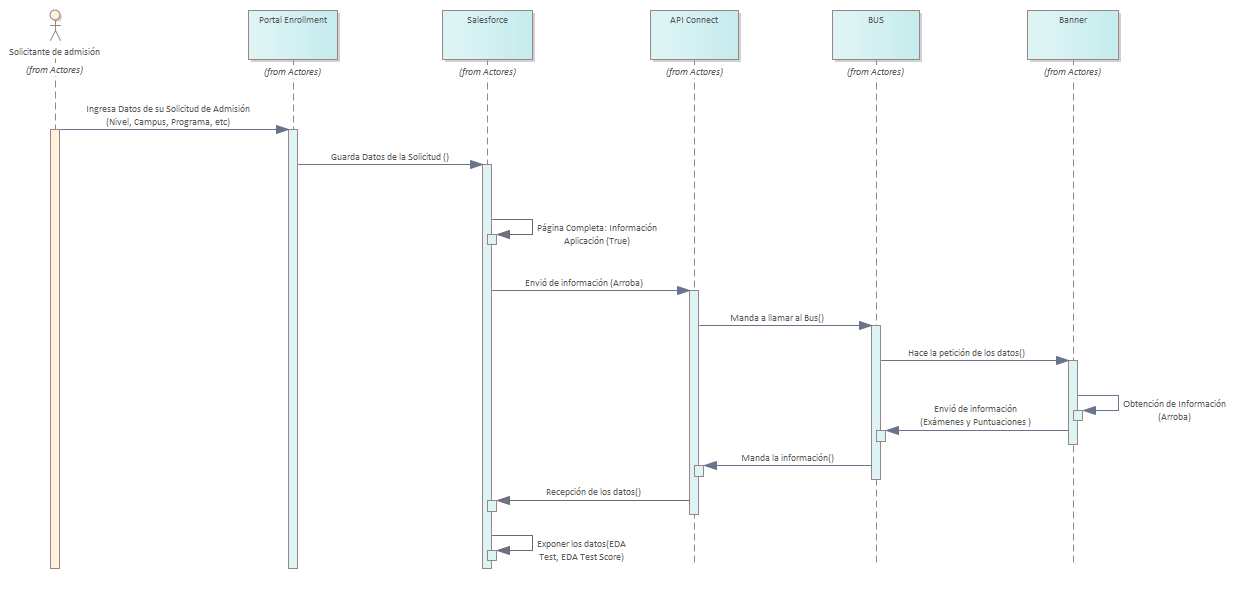 Portal Enrollment
Salesforce
API Connect
BUS
Banner
Solicitante de admisión
(from Actores)
(from Actores)
(from Actores)
(from Actores)
(from Actores)
(from Actores)
Ingresa Datos de su Solicitud de Admisión
(Nivel, Campus, Programa, etc)
Guarda Datos de la Solicitud ()
Página Completa: Información
Aplicación (True)
Envió de información (Arroba)
Manda a llamar al Bus()
Hace la petición de los datos()
Obtención de Información
(Arroba)
Envió de información
(Exámenes y Puntuaciones )
Manda la información()
Recepción de los datos()
Exponer los datos(EDA
Test, EDA Test Score)